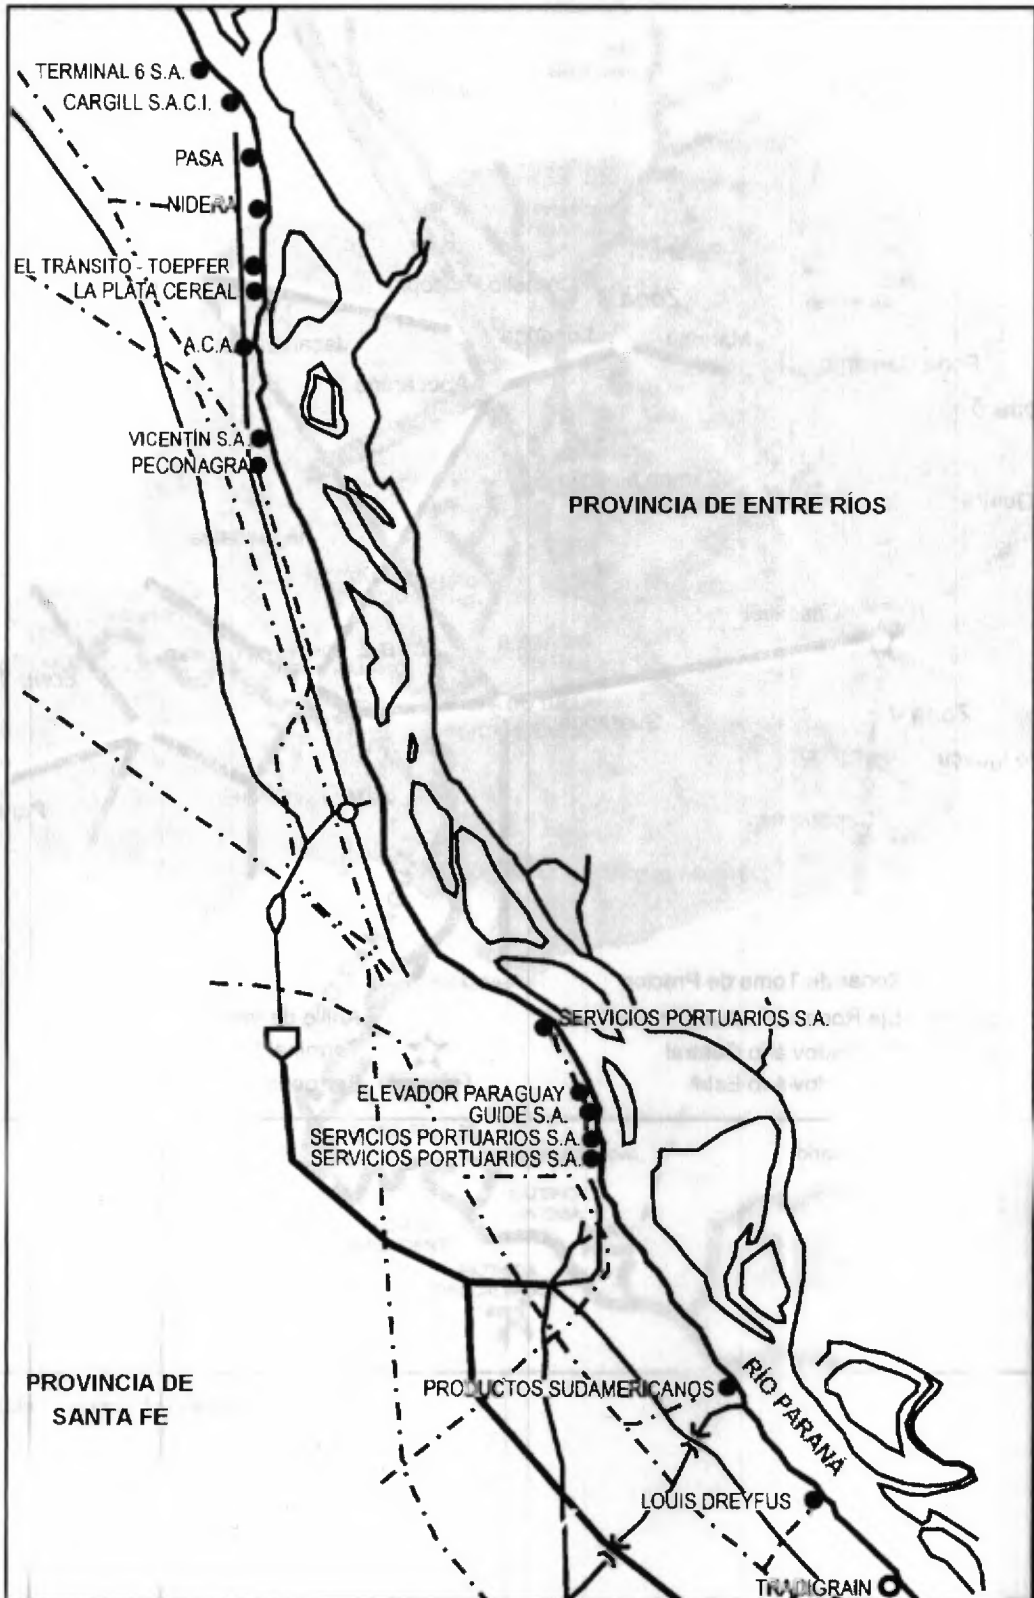 TERMINAL 6 S.A.
CARGILL S.A.C.I.
PASA
NIDERA
EL TRÁNSITO - TOEPFER
LA PLATA CEREAL
A.C.A.
VICENTÍN S.A.
PECONAGRA
PROVINCIA DE ENTRE RÍOS
SERVICIOS PORTUARIOS S.A.
ELEVADOR PARAGUAY
GUIDE S.A.
SERVICIOS PORTUARIOS S.A.
SERVICIOS PORTUARIOS S.A.
PROVINCIA DE
SANTA FE
PRODUCTOS SUDAMERICANOS
RÍO PARANÁ
LOUIS DREYFUS
TRADIGRAIN